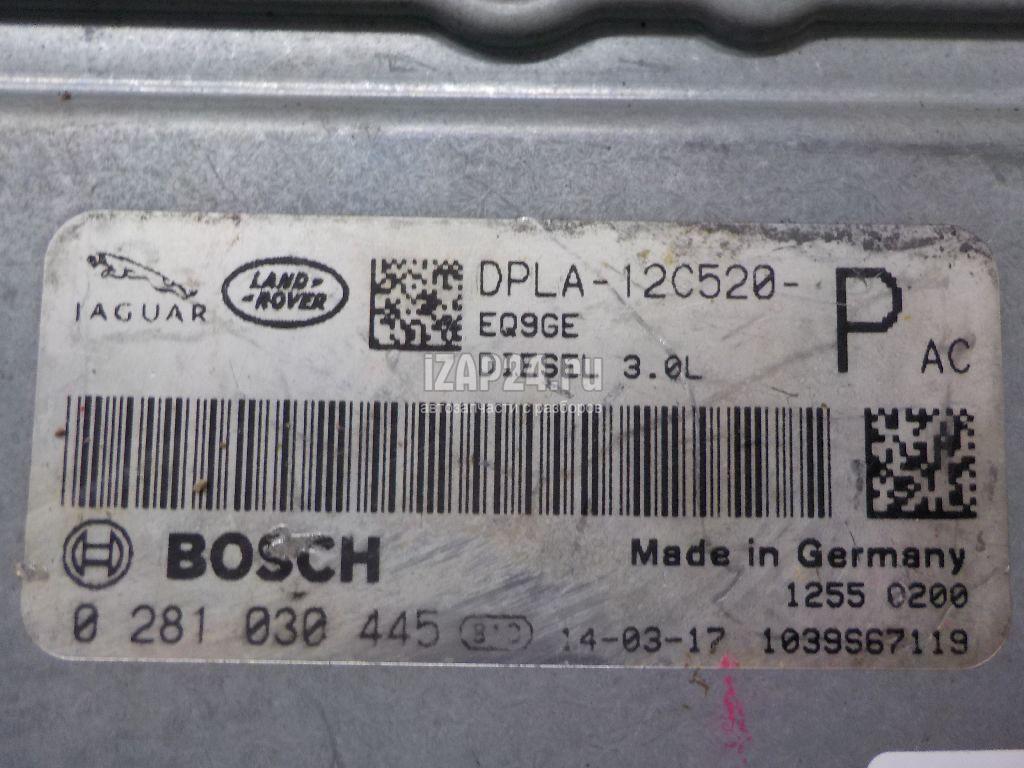 JAGUAR
LAND-
-ROVER
DPLA-12C520-
P
EQ9GE
AC
DIESEL 3.0L
IZAP24.ru
автозапчасти с разборов
BOSCH
Made in Germany
1255 0200
0 281 030 445
14-03-17 1039S67119